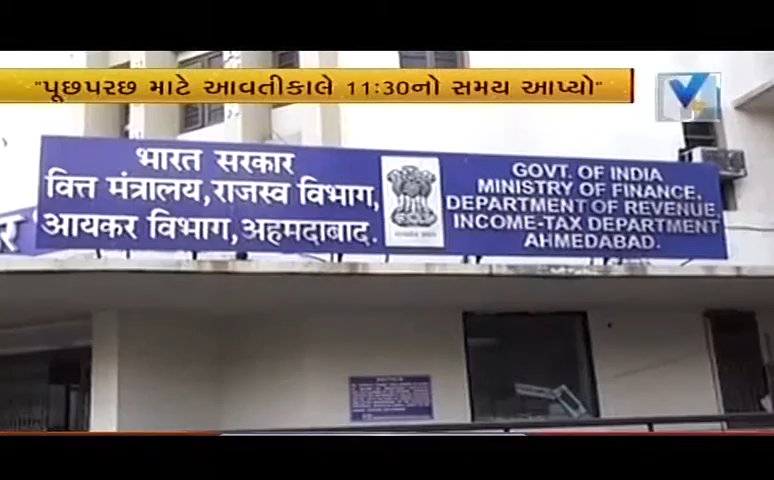 "પૂછપરછ માટે આવતીકાલે 11:30નો સમય આપ્યો"
भारत सरकार
वित्त मंत्रालय,राजस्व विभाग,
आयकर विभाग,अहमदाबाद.
GOVT. OF INDIA
MINISTRY OF FINANCE,
DEPARTMENT OF REVENUE.
INCOME-TAX DEPARTMENT
AHMEDABAD.